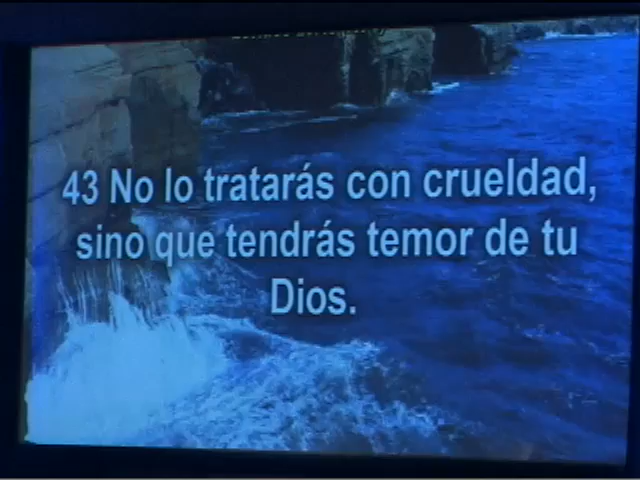 43 No lo tratarás con crueldad,
sino que tendrás temor de tu
Dios.